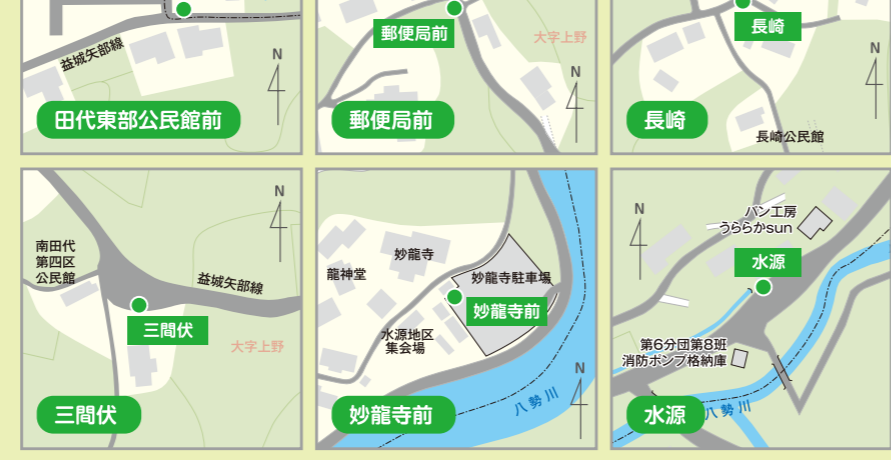 益城矢部線
N
田代東部公民館前
郵便局前
大字上野
N
郵便局前
長崎
N
長崎
長崎公民館
N
南田代
第四区
公民館
益城矢部線
三間伏
大字上野
三間伏
妙龍寺
龍神堂
妙龍寺駐車場
妙龍寺前
水源地区
集会場
N
八勢川
妙龍寺前
N
パン工房
うららかsun
水源
第6分団第8班
消防ポンプ格納庫
八勢川
水源